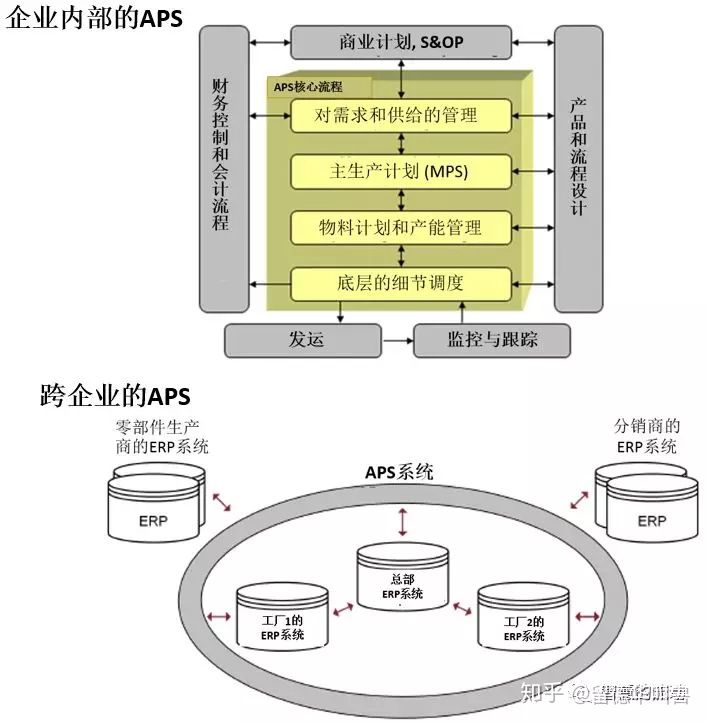 企业内部的APS
商业计划, S&OP
APS核心流程
财务控制和会计流程
对需求和供给的管理
产品和流程设计
主生产计划 (MPS)
物料计划和产能管理
底层的细节调度
发运
监控与跟踪
跨企业的APS
零部件生产
商的ERP系统
分销商的
ERP系统
APS系统
ERP
ERP
总部
ERP系统
工厂1的
ERP系统
工厂2的
ERP系统
知乎